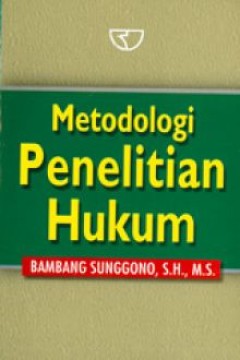 Metodologi
Penelitian
Hukum
BAMBANG SUNGGONO, S.H., M.S.